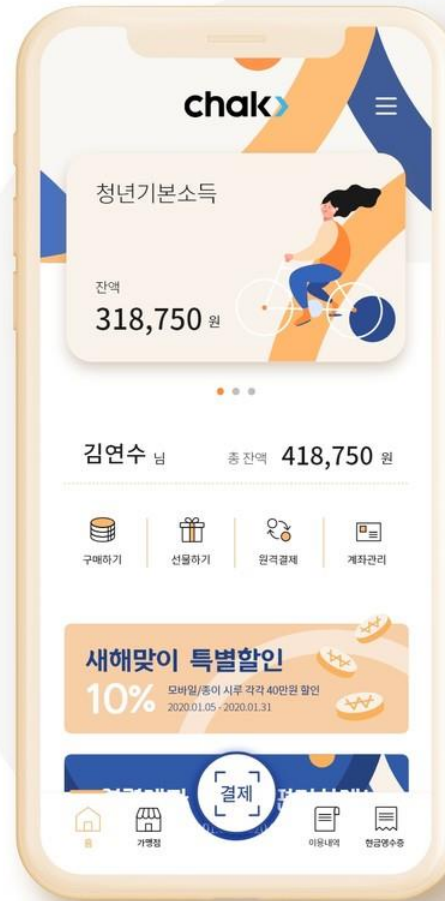 chak
청년기본소득
잔액
318,750 원
김연수 님 총 잔액 418,750 원
구매하기 선물하기 원격결제 계좌관리
새해맞이 특별할인
10% 모바일/종이 시루 각각 40만원 할인
2020.01.05 - 2020.01.31
결제
홈 가맹점 이용내역 현금영수증